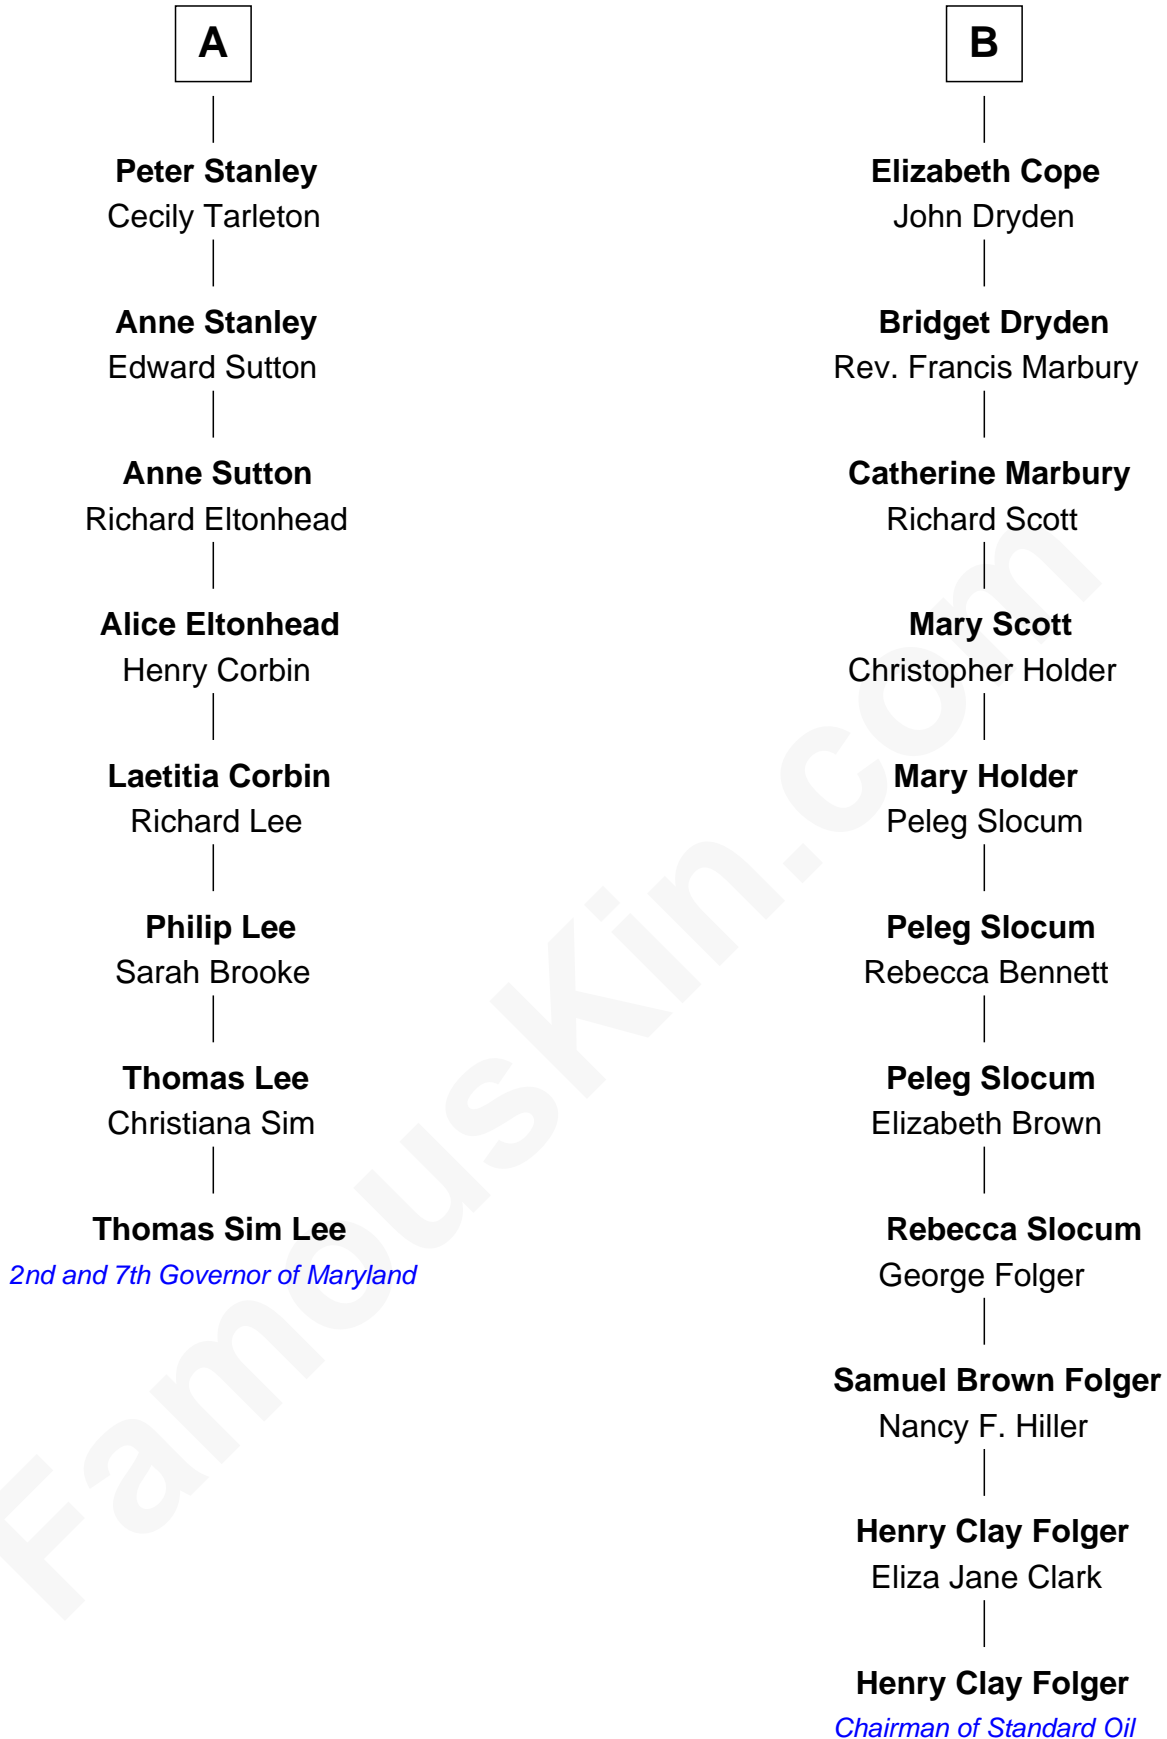 A
Peter Stanley
Cecily Tarleton
Anne Stanley
Edward Sutton
Anne Sutton
Richard Eltonhead
Alice Eltonhead
Henry Corbin
Laetitia Corbin
Richard Lee
Philip Lee
Sarah Brooke
Thomas Lee
Christiana Sim
Thomas Sim Lee
2nd and 7th Governor of Maryland
B
Elizabeth Cope
John Dryden
Bridget Dryden
Rev. Francis Marbury
Catherine Marbury
Richard Scott
Mary Scott
Christopher Holder
Mary Holder
Peleg Slocum
Peleg Slocum
Rebecca Bennett
Peleg Slocum
Elizabeth Brown
Rebecca Slocum
George Folger
Samuel Brown Folger
Nancy F. Hiller
Henry Clay Folger
Eliza Jane Clark
Henry Clay Folger
Chairman of Standard Oil
FamousKin.com